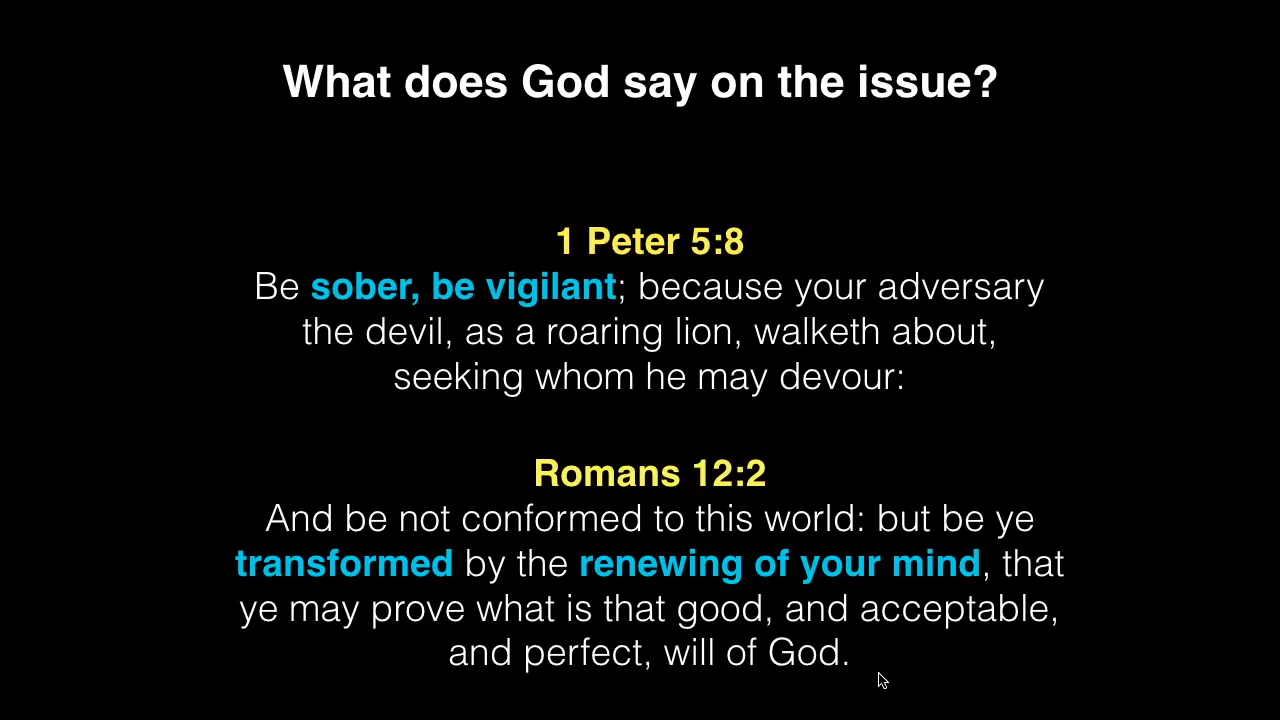 What does God say on the issue?
1 Peter 5:8
Be sober, be vigilant; because your adversary
the devil, as a roaring lion, walketh about,
seeking whom he may devour:
Romans 12:2
And be not conformed to this world: but be ye
transformed by the renewing of your mind, that
ye may prove what is that good, and acceptable,
and perfect, will of God.